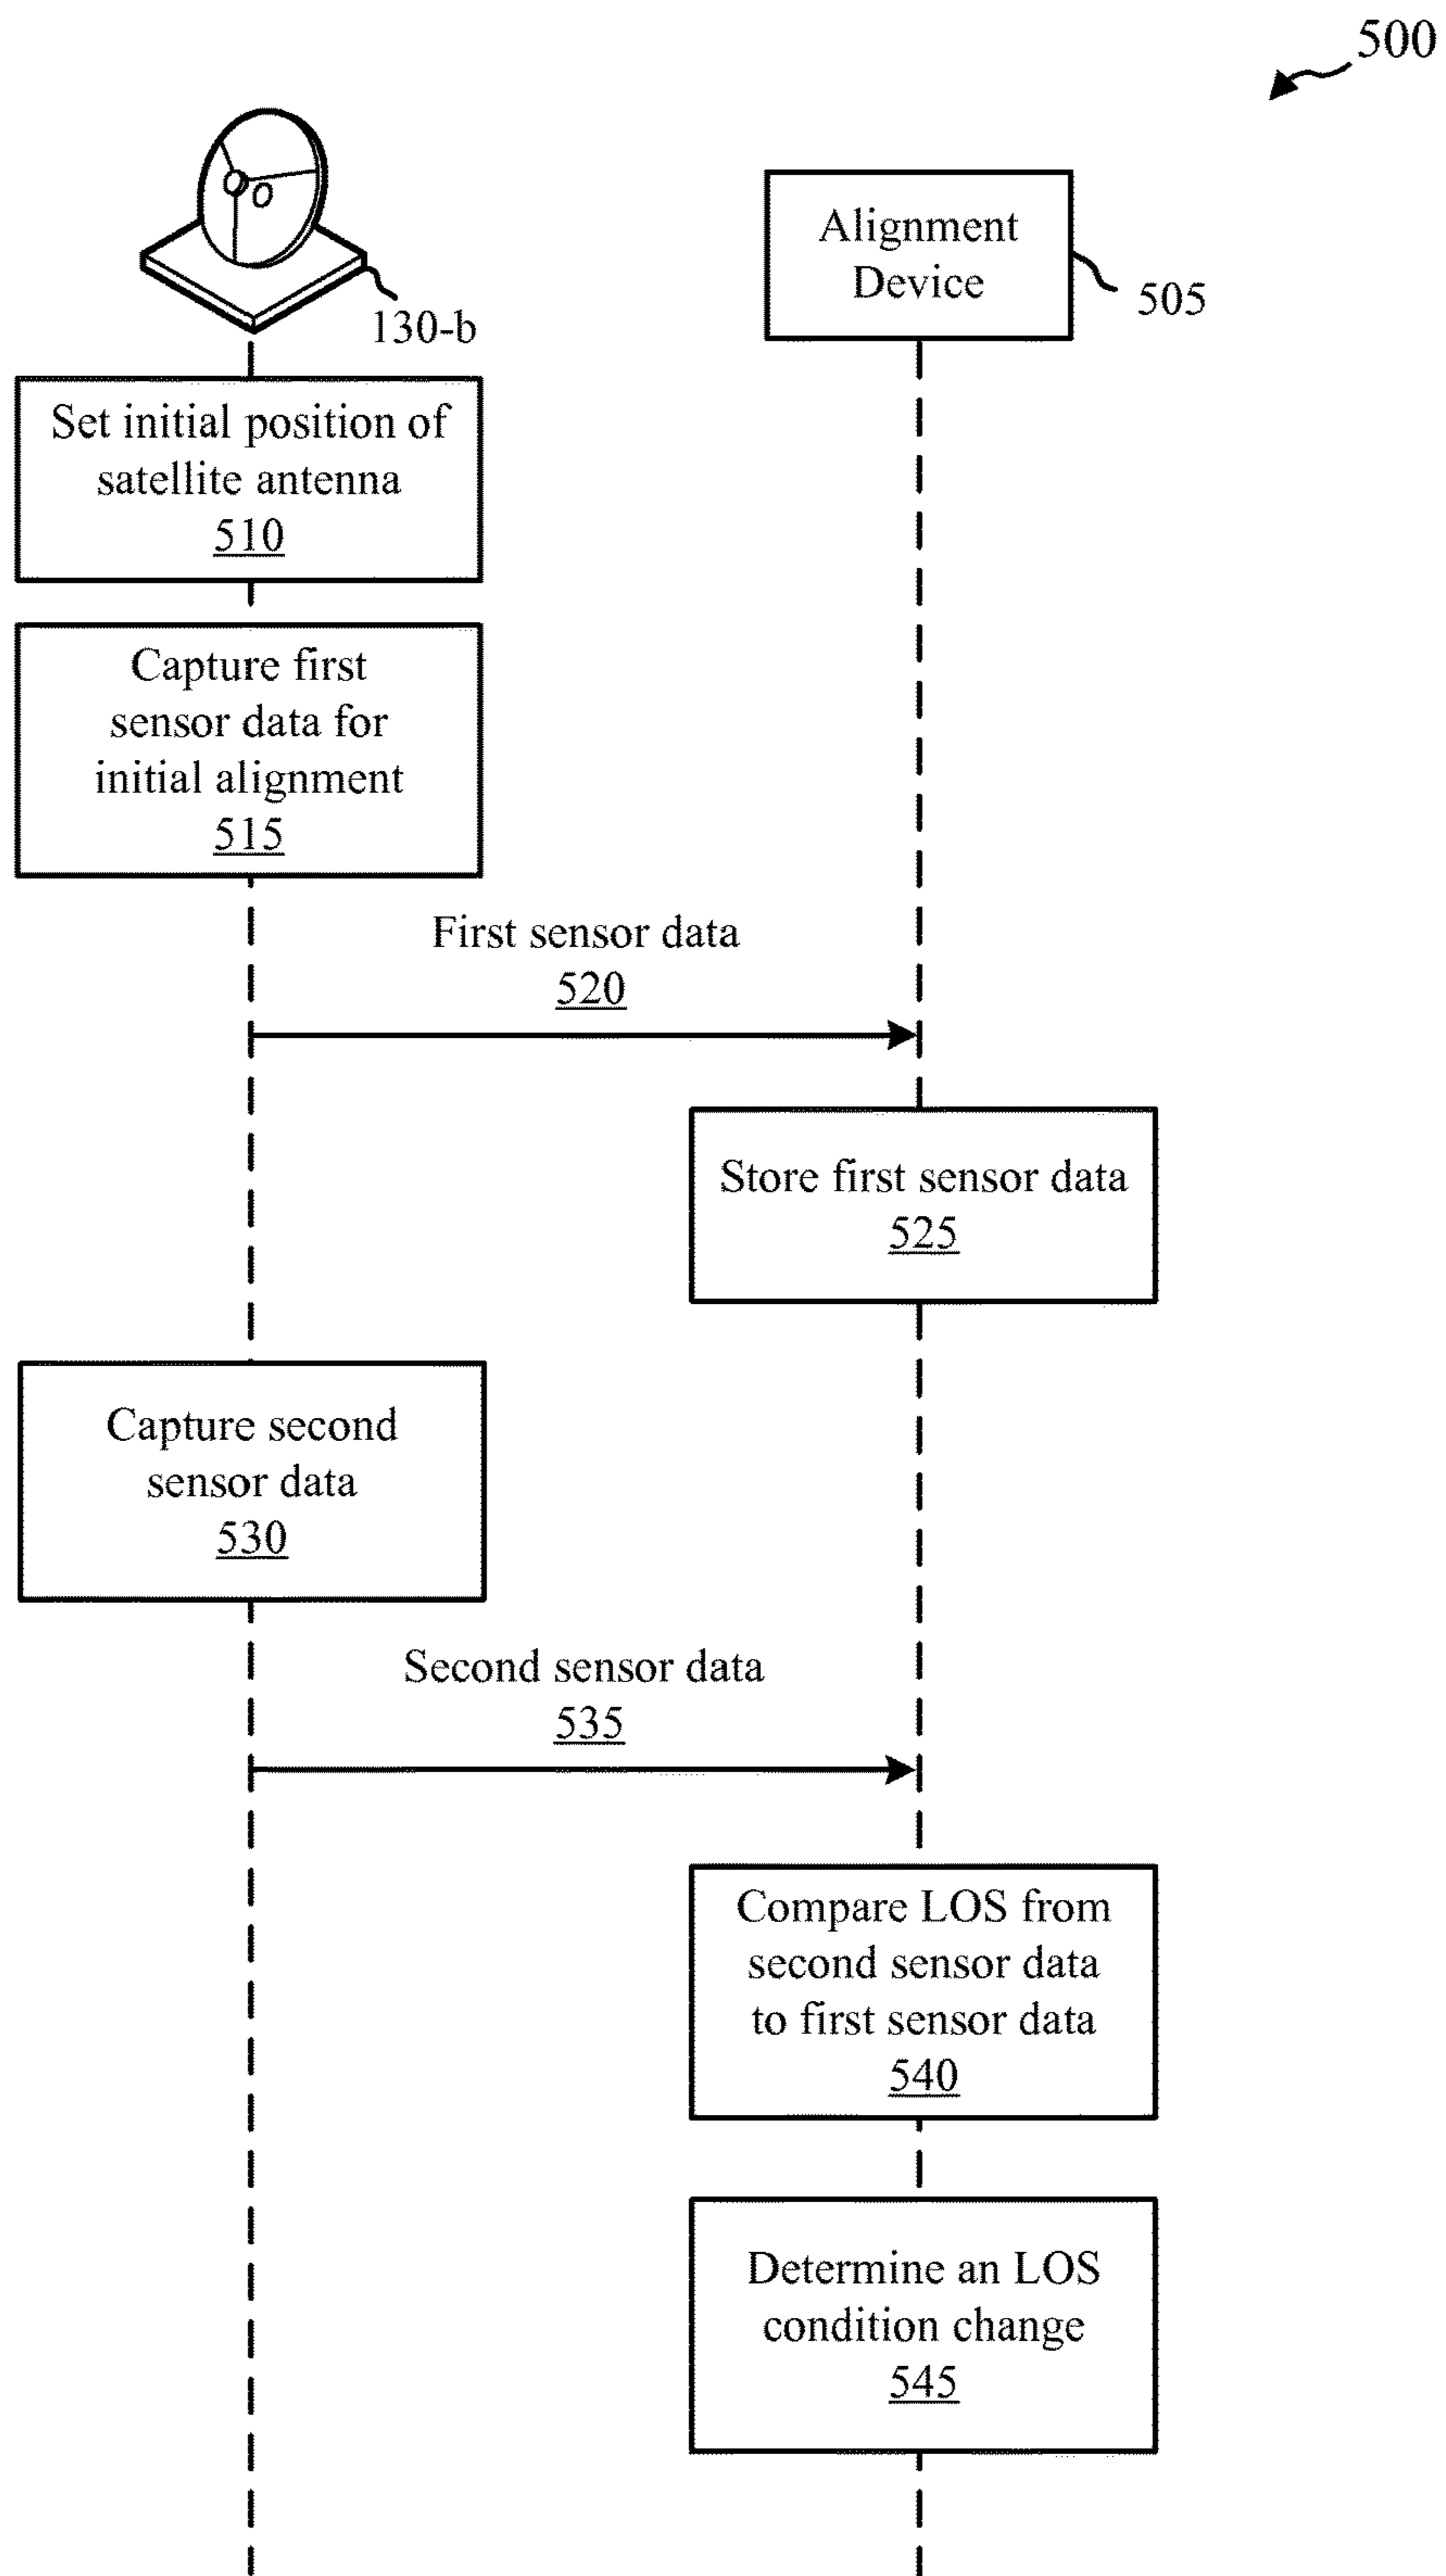 500
130-b
Alignment
Device
505
Set initial position of
satellite antenna
510
Capture first
sensor data for
initial alignment
515
First sensor data
520
Store first sensor data
525
Capture second
sensor data
530
Second sensor data
535
Compare LOS from
second sensor data
to first sensor data
540
Determine an LOS
condition change
545